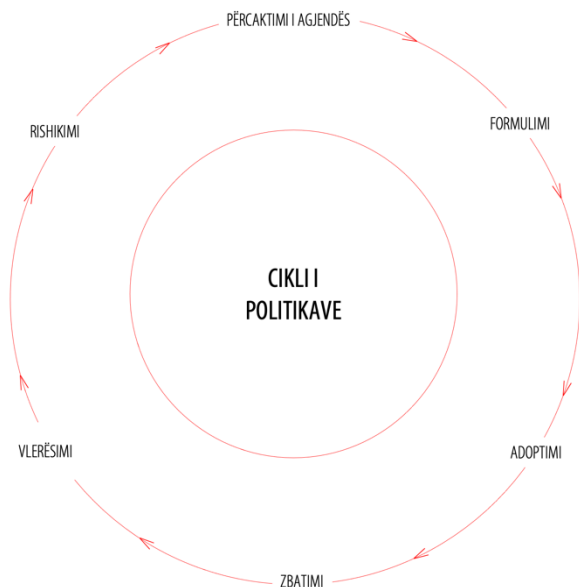 PËRCAKTIMI I AGJENDËS
FORMULIMI
ADOPTIMI
ZBATIMI
VLERËSIMI
RISHIKIMI
CIKLI I
POLITIKAVE